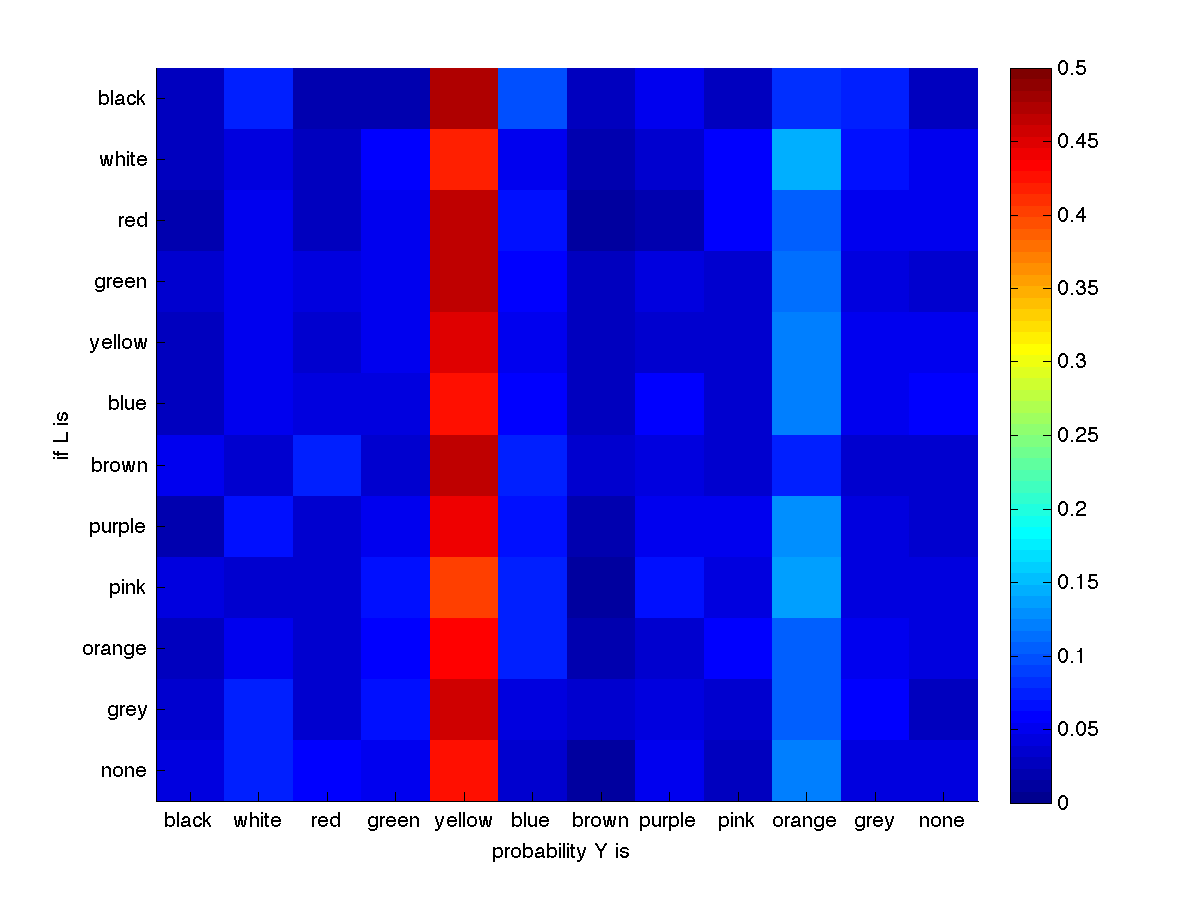 if L is
black
white
red
green
yellow
blue
brown
purple
pink
orange
grey
none
black white red green yellow blue brown purple pink orange grey none
probability Y is
0.5
0.45
0.4
0.35
0.3
0.25
0.2
0.15
0.1
0.05
0